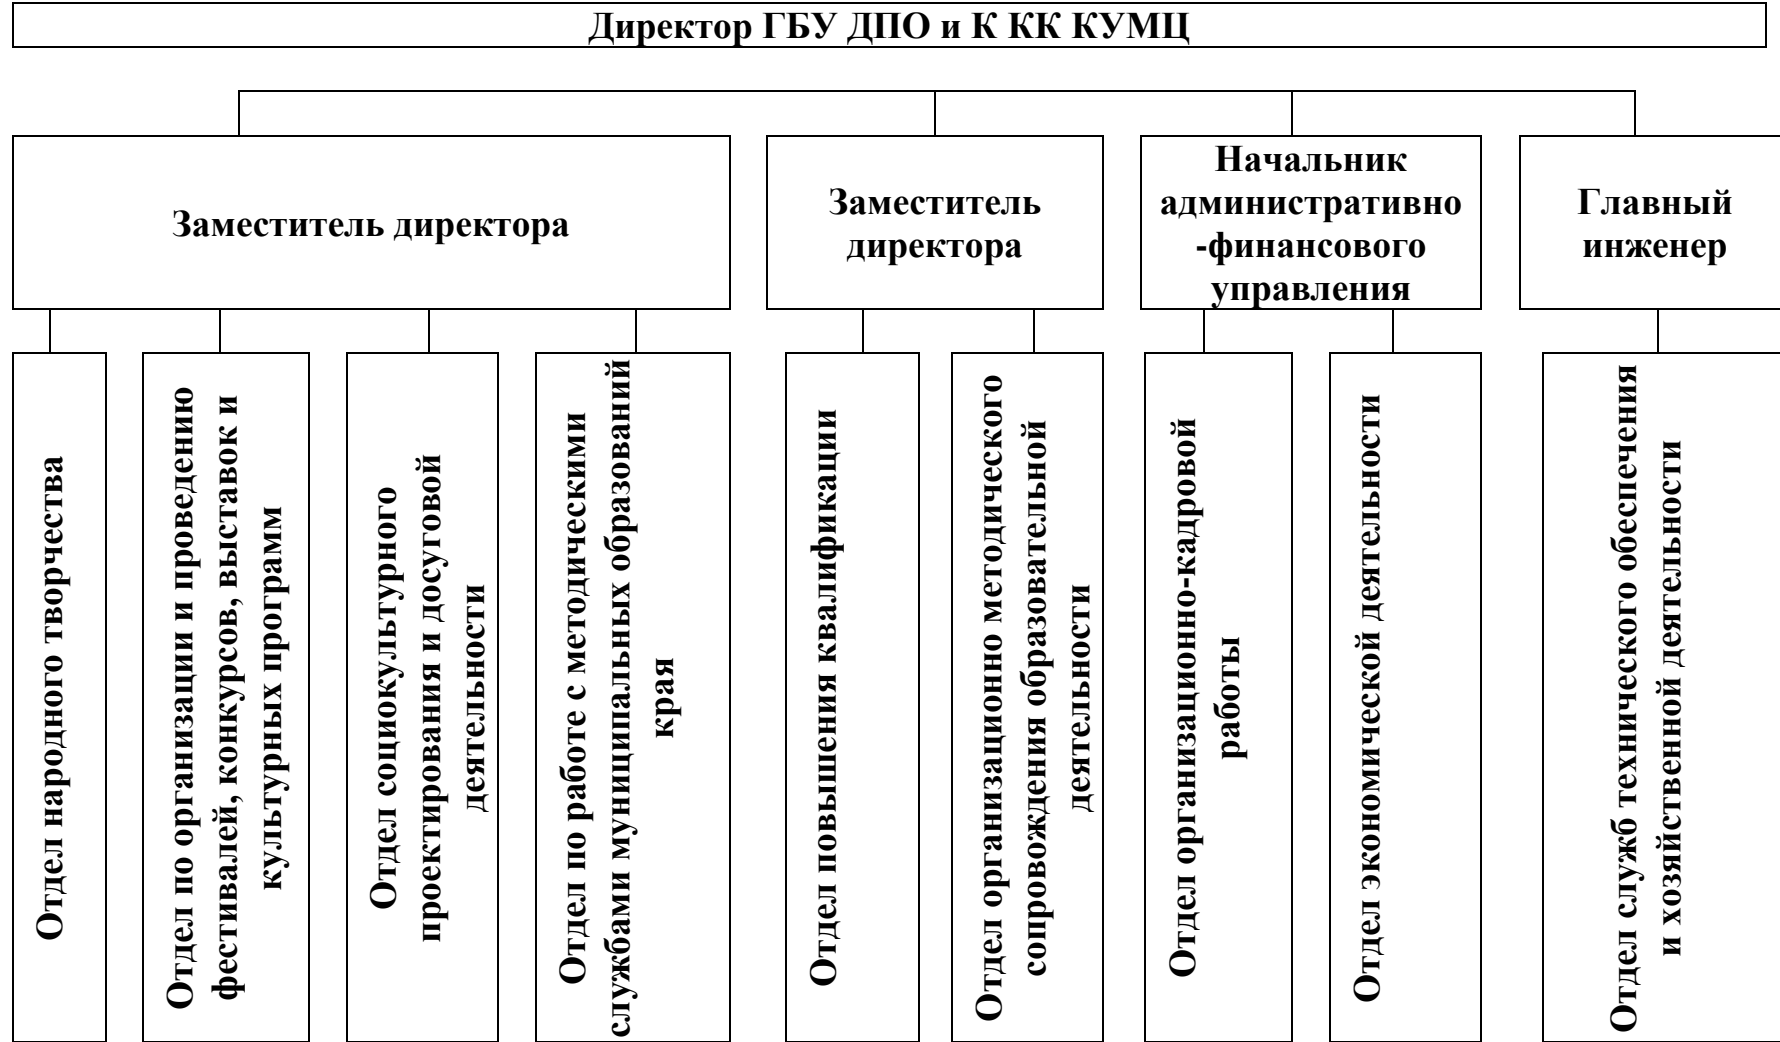 Директор ГБУ ДПО и К КК КУМЦ
Заместитель директора
Заместитель
директора
Начальник
административно
-финансового
управления
Главный
инженер
Отдел народного творчества
Отдел по организации и проведению
фестивалей, конкурсов, выставок и
культурных программ
Отдел социокультурного
проектирования и досуговой
деятельности
Отдел по работе с методическими
службами муниципальных образований
края
Отдел повышения квалификации
Отдел организационно методического
сопровождения образовательной
деятельности
Отдел организационно-кадровой
работы
Отдел экономической деятельности
Отдел служб технического обеспечения
и хозяйственной деятельности